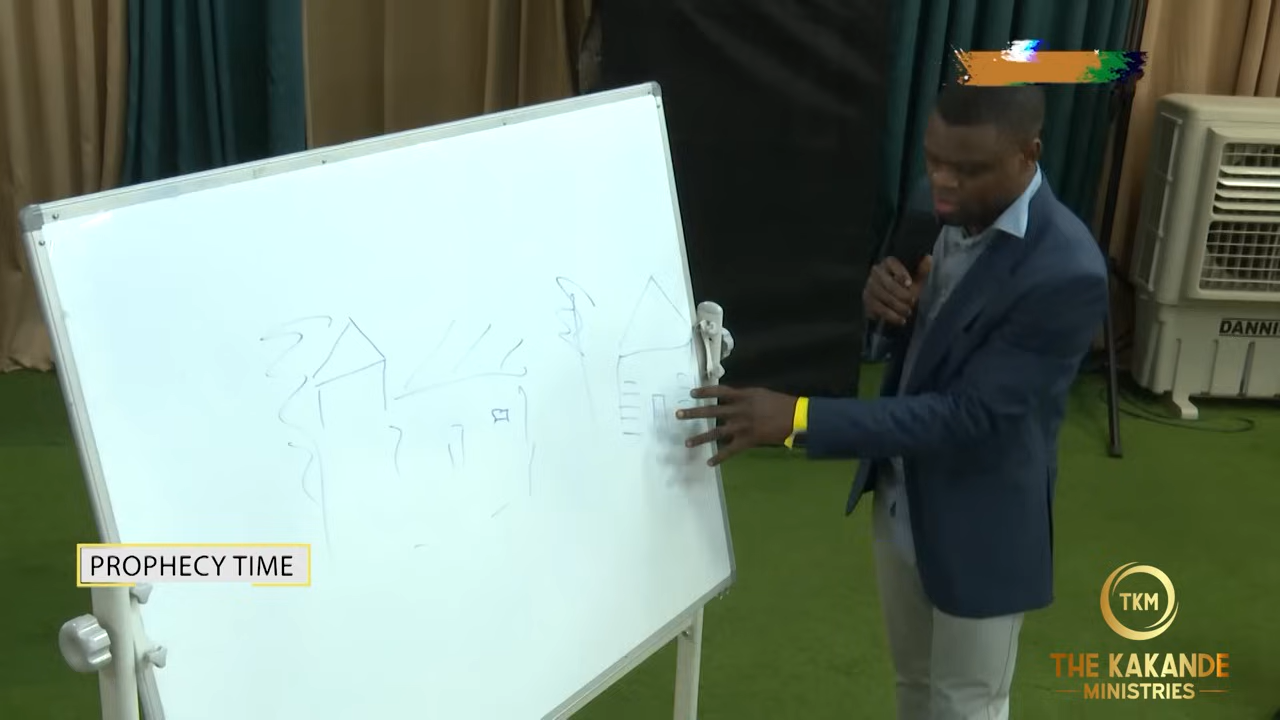 DANNI
PROPHECY TIME
TKM
THE KAKANDE
MINISTRIES